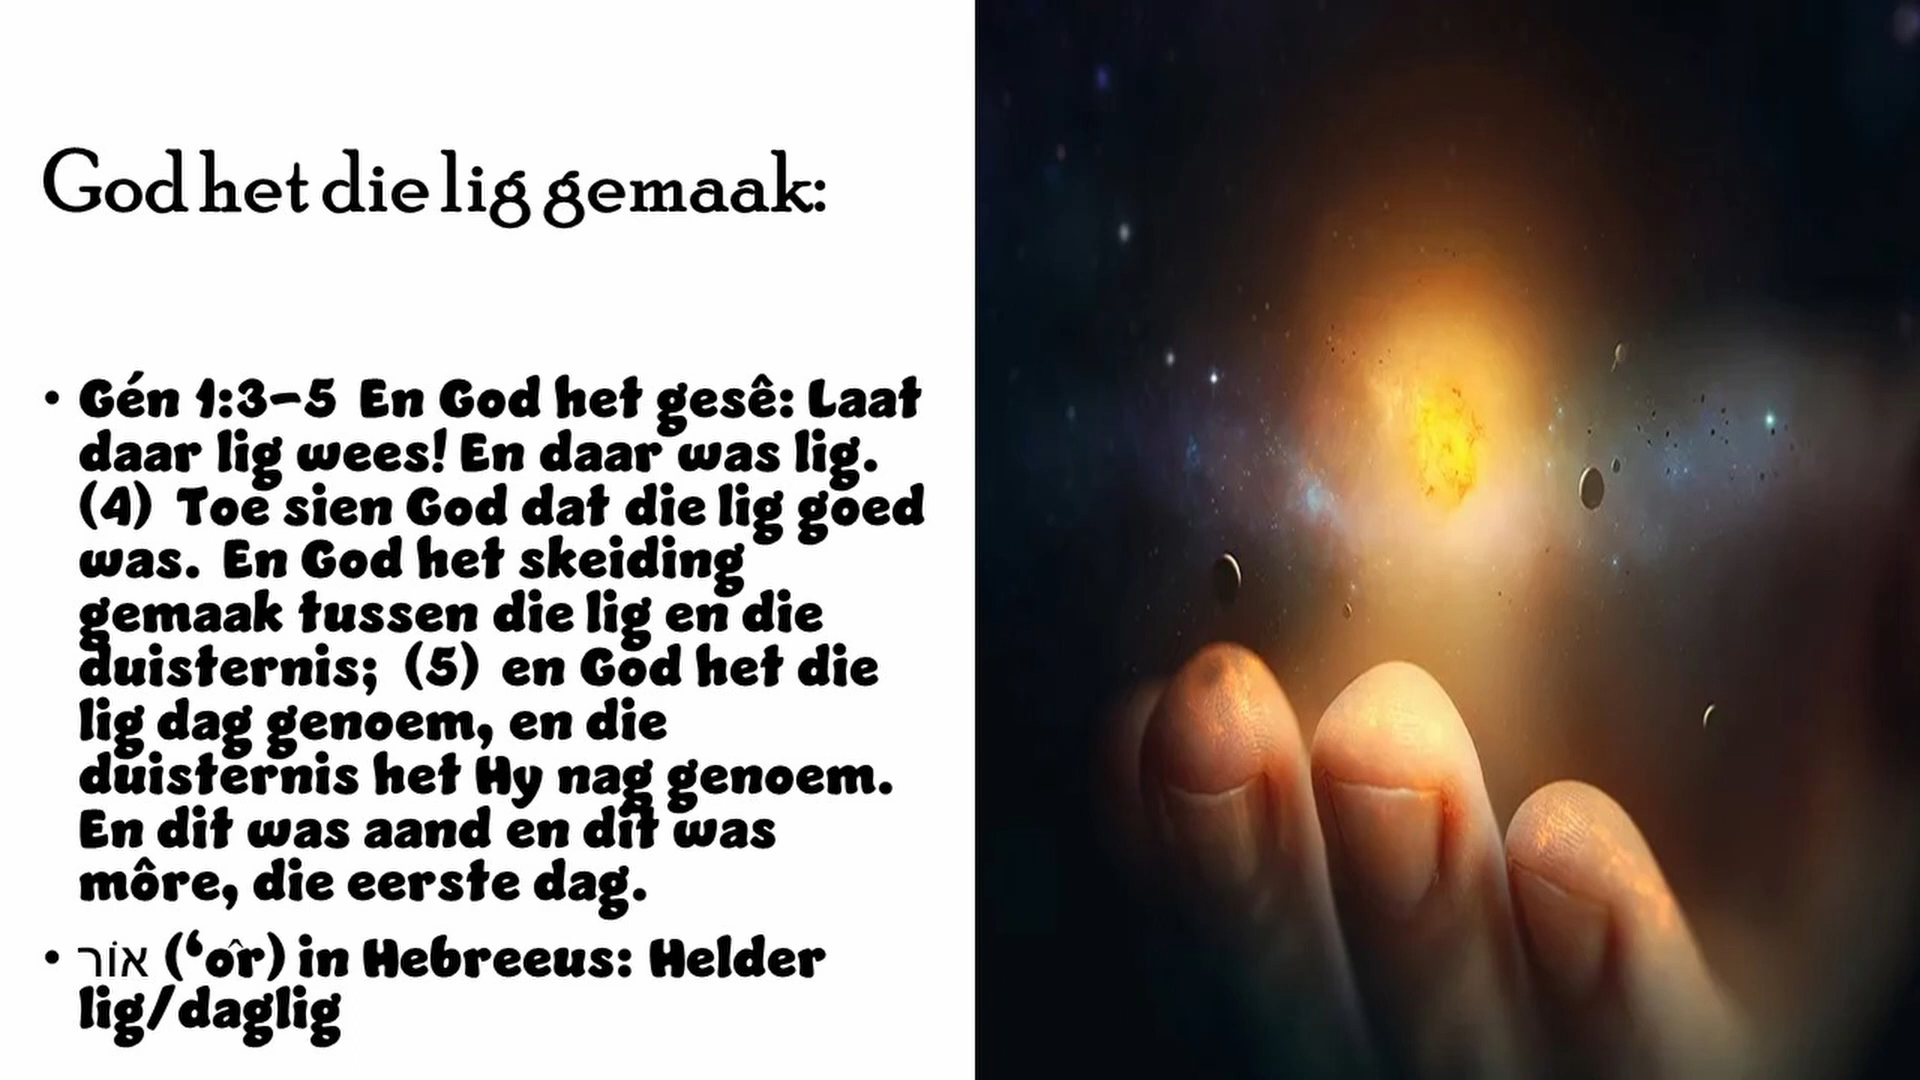 God het die lig gemaak:
• Gén 1:3–5 En God het gesê: Laat
daar lig wees! En daar was lig.
(4) Toe sien God dat die lig goed
was. En God het skeiding
gemaak tussen die lig en die
duisternis; (5) en God het die
lig dag genoem, en die
duisternis het Hy nag genoem.
En dit was aand en dit was
môre, die eerste dag.
• אוֹר (‘ôr) in Hebreeus: Helder
lig/daglig